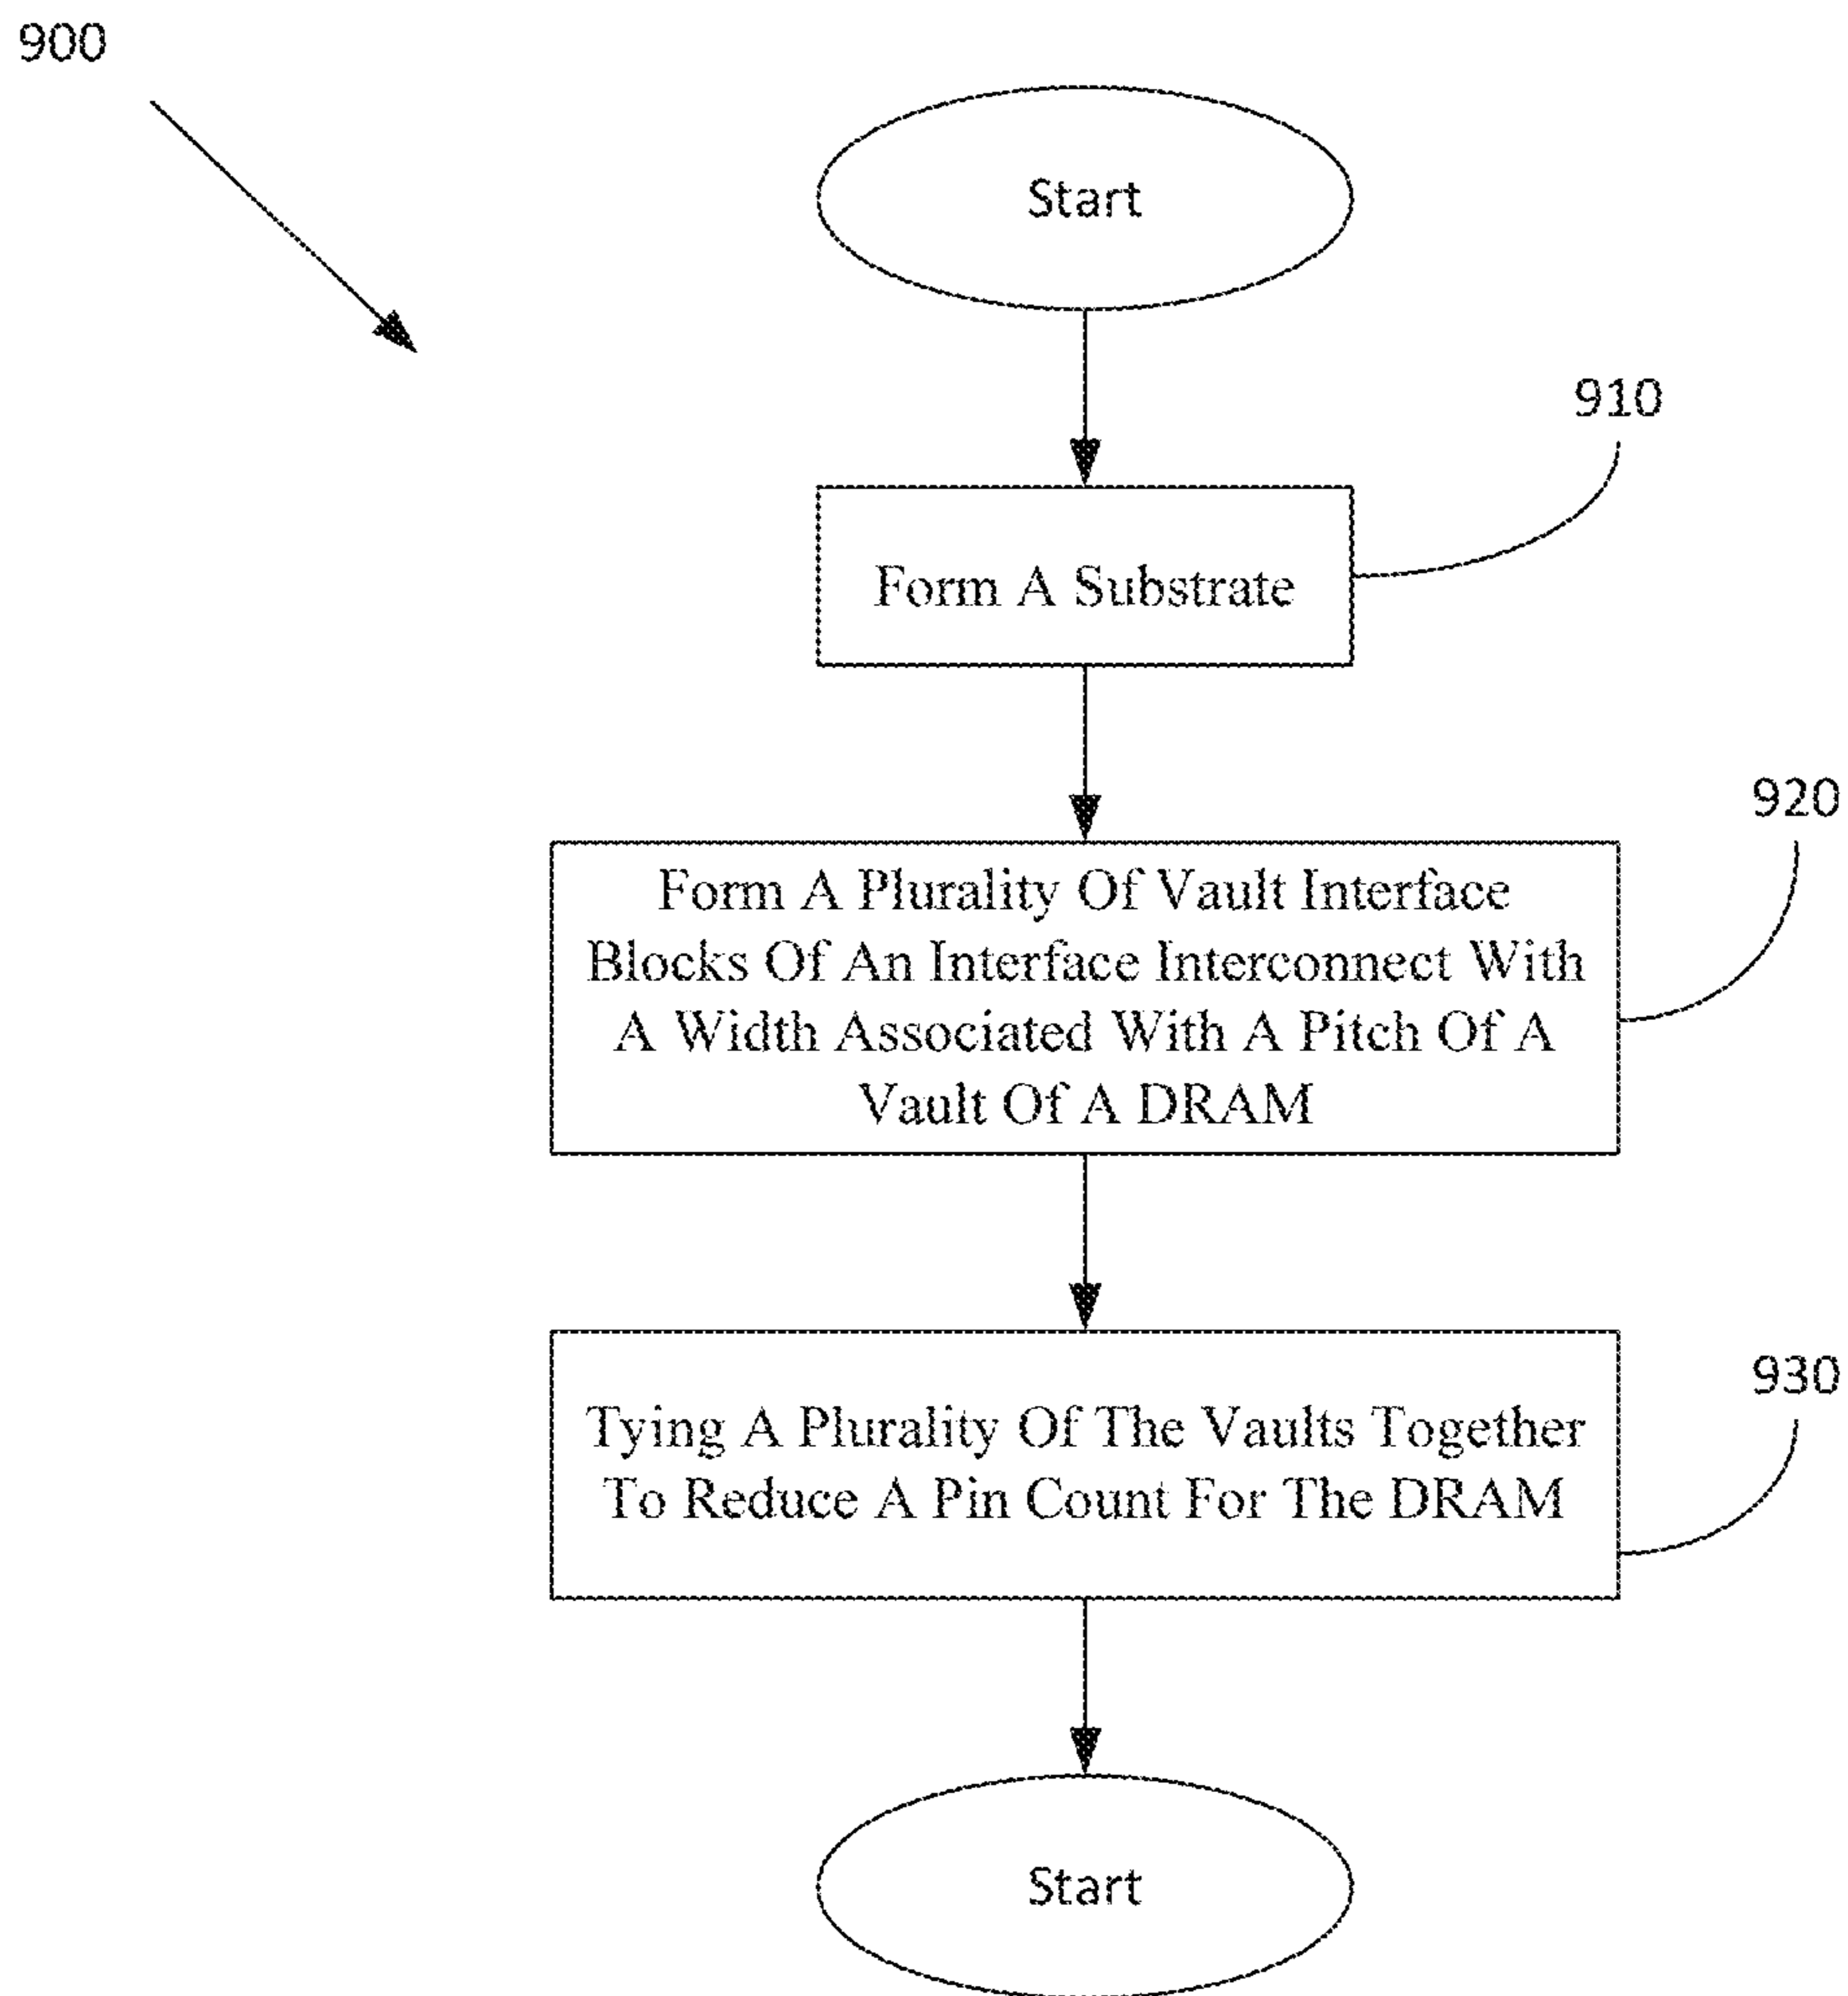 900
Start
910
Form A Substrate
920
Form A Plurality Of Vault Interface
Blocks Of An Interface Interconnect With
A Width Associated With A Pitch Of A
Vault Of A DRAM
930
Tying A Plurality Of The Vaults Together
To Reduce A Pin Count For The DRAM
Start